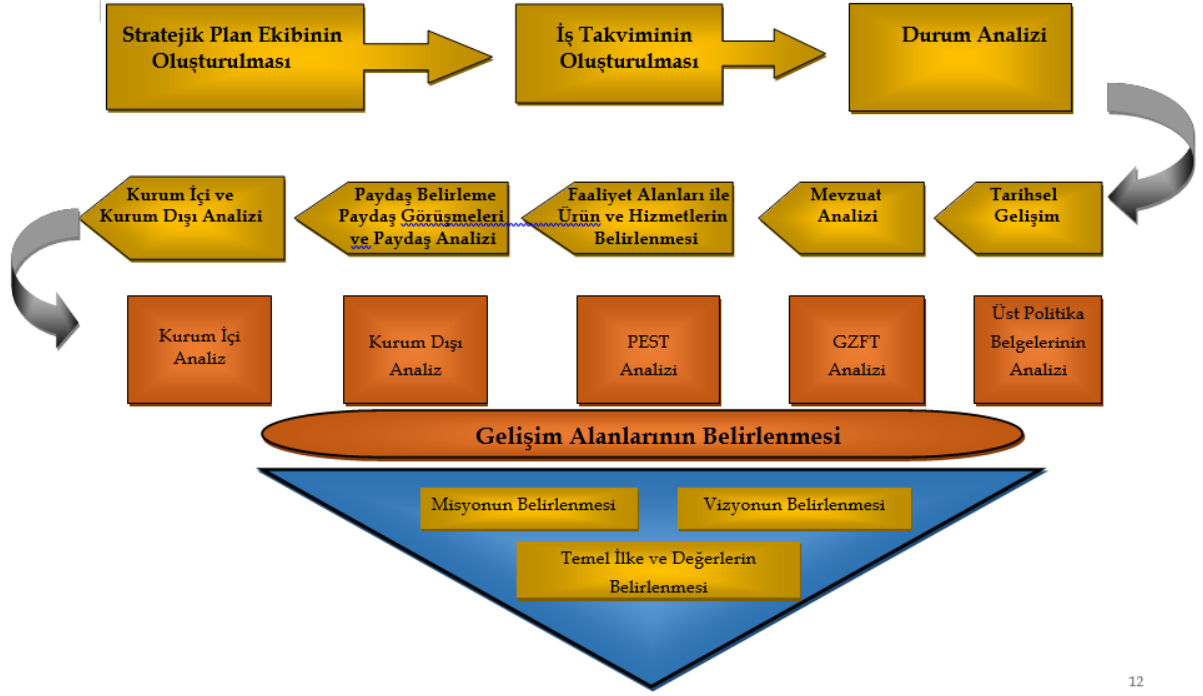 Stratejik Plan Ekibinin
Oluşturulması
İş Takviminin
Oluşturulması
Durum Analizi
Kurum İçi ve
Kurum Dışı Analizi
Paydaş Belirleme
Paydaş Görüşmeleri
ve Paydaş Analizi
Faaliyet Alanları ile
Ürün ve Hizmetlerin
Belirlenmesi
Mevzuat
Analizi
Tarihsel
Gelişim
Kurum İçi
Analiz
Kurum Dışı
Analiz
PEST
Analizi
GZFT
Analizi
Üst Politika
Belgelerinin
Analizi
Gelişim Alanlarının Belirlenmesi
Misyonun Belirlenmesi
Vizyonun Belirlenmesi
Temel İlke ve Değerlerin
Belirlenmesi
12